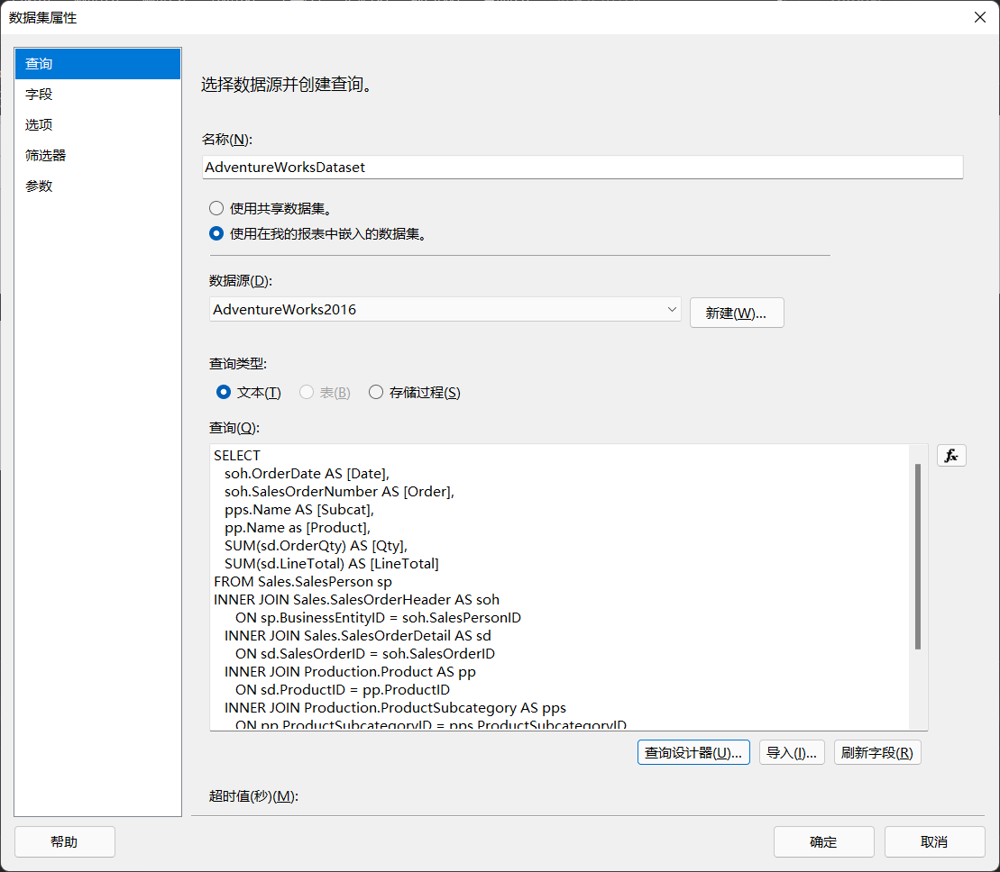 数据集属性
查询
字段
选项
筛选器
参数
选择数据源并创建查询。
名称(N):
AdventureWorksDataset
使用共享数据集。
使用在我的报表中嵌入的数据集。
数据源(D):
AdventureWorks2016
新建(W)...
查询类型:
文本(T) 表(B) 存储过程(S)
查询(Q):
SELECT
soh.OrderDate AS [Date],
soh.SalesOrderNumber AS [Order],
pps.Name AS [Subcat],
pp.Name as [Product],
SUM(sd.OrderQty) AS [Qty],
SUM(sd.LineTotal) AS [LineTotal]
FROM Sales.SalesPerson sp
INNER JOIN Sales.SalesOrderHeader AS soh
ON sp.BusinessEntityID = soh.SalesPersonID
INNER JOIN Sales.SalesOrderDetail AS sd
ON sd.SalesOrderID = soh.SalesOrderID
INNER JOIN Production.Product AS pp
ON sd.ProductID = pp.ProductID
INNER JOIN Production.ProductSubcategory AS pps
ON pp.ProductSubcategoryID = pps.ProductSubcategoryID
fx
查询设计器(U)... 导入(I)... 刷新字段(R)
超时值(秒)(M):
帮助 确定 取消